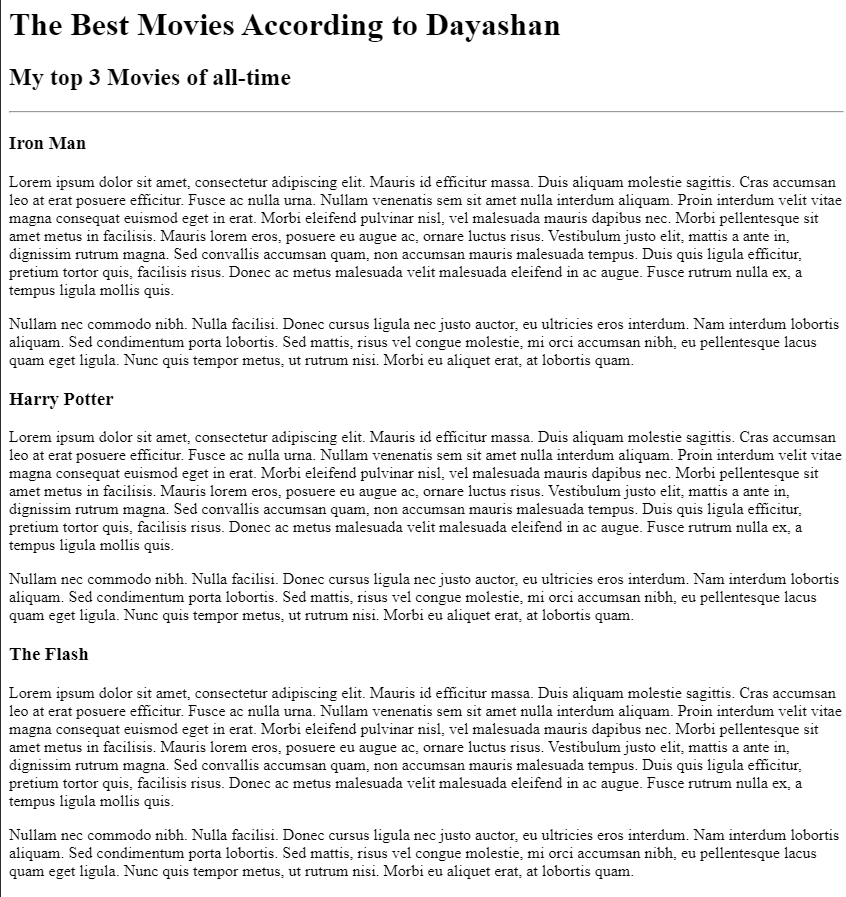 The Best Movies According to Dayashan
My top 3 Movies of all-time
Iron Man
Lorem ipsum dolor sit amet, consectetur adipiscing elit. Mauris id efficitur massa. Duis aliquam molestie sagittis. Cras accumsan
leo at erat posuere efficitur. Fusce ac nulla urna. Nullam venenatis sem sit amet nulla interdum aliquam. Proin interdum velit vitae
magna consequat euismod eget in erat. Morbi eleifend pulvinar nisl, vel malesuada mauris dapibus nec. Morbi pellentesque sit
amet metus in facilisis. Mauris lorem eros, posuere eu augue ac, ornare luctus risus. Vestibulum justo elit, mattis a ante in,
dignissim rutrum magna. Sed convallis accumsan quam, non accumsan mauris malesuada tempus. Duis quis ligula efficitur,
pretium tortor quis, facilisis risus. Donec ac metus malesuada velit malesuada eleifend in ac augue. Fusce rutrum nulla ex, a
tempus ligula mollis quis.
Nullam nec commodo nibh. Nulla facilisi. Donec cursus ligula nec justo auctor, eu ultricies eros interdum. Nam interdum lobortis
aliquam. Sed condimentum porta lobortis. Sed mattis, risus vel congue molestie, mi orci accumsan nibh, eu pellentesque lacus
quam eget ligula. Nunc quis tempor metus, ut rutrum nisi. Morbi eu aliquet erat, at lobortis quam.
Harry Potter
Lorem ipsum dolor sit amet, consectetur adipiscing elit. Mauris id efficitur massa. Duis aliquam molestie sagittis. Cras accumsan
leo at erat posuere efficitur. Fusce ac nulla urna. Nullam venenatis sem sit amet nulla interdum aliquam. Proin interdum velit vitae
magna consequat euismod eget in erat. Morbi eleifend pulvinar nisl, vel malesuada mauris dapibus nec. Morbi pellentesque sit
amet metus in facilisis. Mauris lorem eros, posuere eu augue ac, ornare luctus risus. Vestibulum justo elit, mattis a ante in,
dignissim rutrum magna. Sed convallis accumsan quam, non accumsan mauris malesuada tempus. Duis quis ligula efficitur,
pretium tortor quis, facilisis risus. Donec ac metus malesuada velit malesuada eleifend in ac augue. Fusce rutrum nulla ex, a
tempus ligula mollis quis.
Nullam nec commodo nibh. Nulla facilisi. Donec cursus ligula nec justo auctor, eu ultricies eros interdum. Nam interdum lobortis
aliquam. Sed condimentum porta lobortis. Sed mattis, risus vel congue molestie, mi orci accumsan nibh, eu pellentesque lacus
quam eget ligula. Nunc quis tempor metus, ut rutrum nisi. Morbi eu aliquet erat, at lobortis quam.
The Flash
Lorem ipsum dolor sit amet, consectetur adipiscing elit. Mauris id efficitur massa. Duis aliquam molestie sagittis. Cras accumsan
leo at erat posuere efficitur. Fusce ac nulla urna. Nullam venenatis sem sit amet nulla interdum aliquam. Proin interdum velit vitae
magna consequat euismod eget in erat. Morbi eleifend pulvinar nisl, vel malesuada mauris dapibus nec. Morbi pellentesque sit
amet metus in facilisis. Mauris lorem eros, posuere eu augue ac, ornare luctus risus. Vestibulum justo elit, mattis a ante in,
dignissim rutrum magna. Sed convallis accumsan quam, non accumsan mauris malesuada tempus. Duis quis ligula efficitur,
pretium tortor quis, facilisis risus. Donec ac metus malesuada velit malesuada eleifend in ac augue. Fusce rutrum nulla ex, a
tempus ligula mollis quis.
Nullam nec commodo nibh. Nulla facilisi. Donec cursus ligula nec justo auctor, eu ultricies eros interdum. Nam interdum lobortis
aliquam. Sed condimentum porta lobortis. Sed mattis, risus vel congue molestie, mi orci accumsan nibh, eu pellentesque lacus
quam eget ligula. Nunc quis tempor metus, ut rutrum nisi. Morbi eu aliquet erat, at lobortis quam.